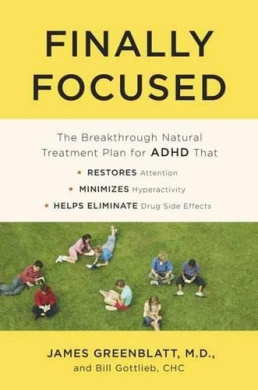 FINALLY
FOCUSED
The Breakthrough Natural
Treatment Plan for ADHD That
• RESTORES Attention
• MINIMIZES Hyperactivity
• HELPS ELIMINATE Drug Side Effects
JAMES GREENBLATT, M.D.,
and Bill Gottlieb, CHC